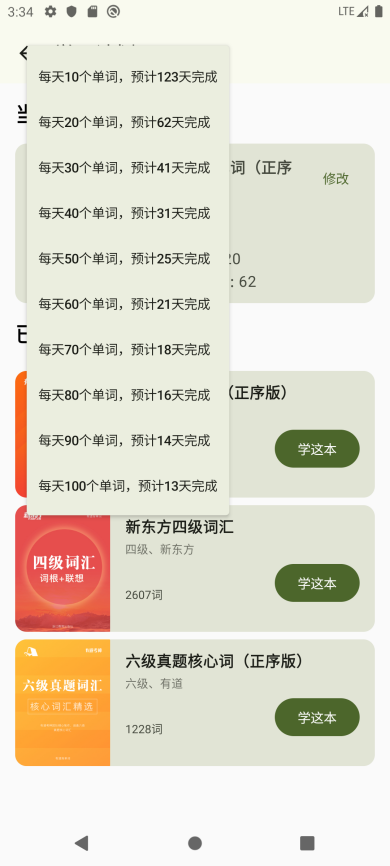 3:34
LTE
每天10个单词，预计123天完成
每天20个单词，预计62天完成
每天30个单词，预计41天完成
词（正序
修改
每天40个单词，预计31天完成
每天50个单词，预计25天完成
20
: 62
每天60个单词，预计21天完成
每天70个单词，预计18天完成
每天80个单词，预计16天完成
（正序版）
每天90个单词，预计14天完成
学这本
每天100个单词，预计13天完成
四级词汇
词根+联想
新东方四级词汇
四级、新东方
2607词
学这本
六级真题词汇
核心词汇精选
六级真题核心词（正序版）
六级、有道
1228词
学这本